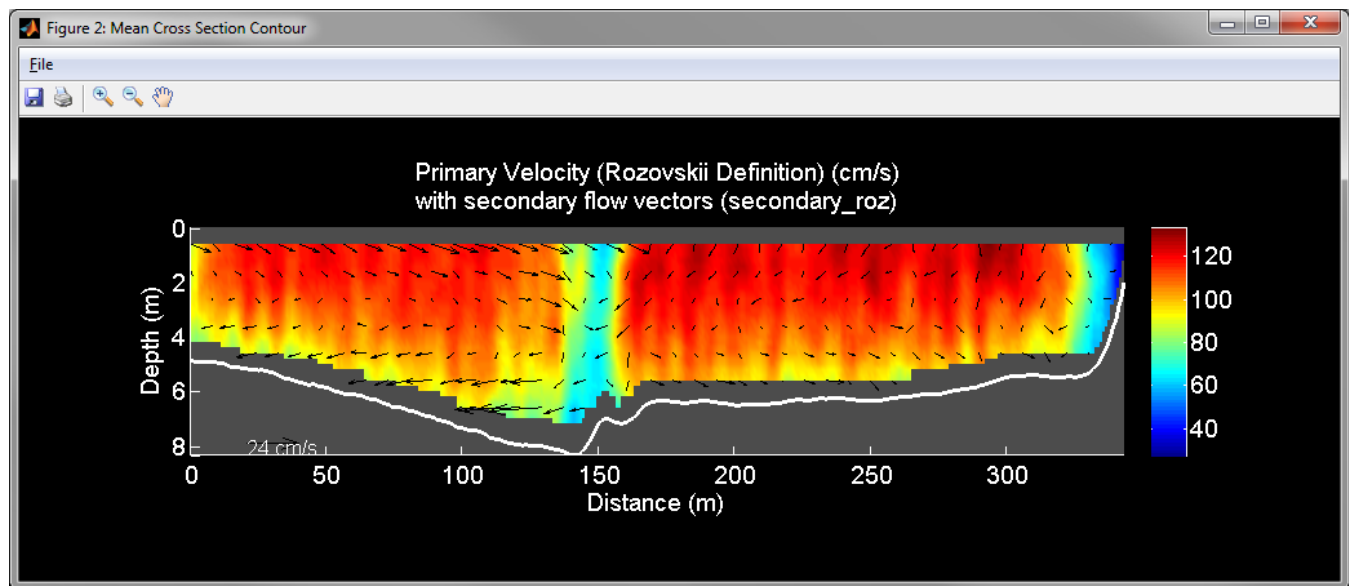 Figure 2: Mean Cross Section Contour
File
Primary Velocity (Rozovskii Definition) (cm/s)
with secondary flow vectors (secondary_roz)
0
2
4
6
8
Depth (m)
24 cm/s
0 50 100 150 200 250 300
Distance (m)
120
100
80
60
40